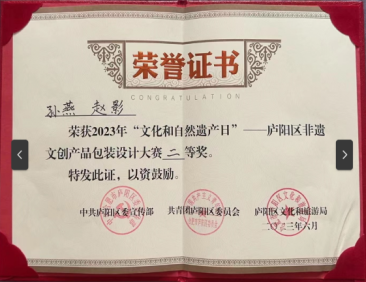 荣誉证书
CONGRATULATION
孙燕 赵影
荣获2023年“文化和自然遗产日”——庐阳区非遗
文创产品包装设计大赛二等奖。
特发此证，以资鼓励。
中共庐阳区委宣传部 共青团庐阳区委员会 庐阳区文化和旅游局
二〇二三年六月